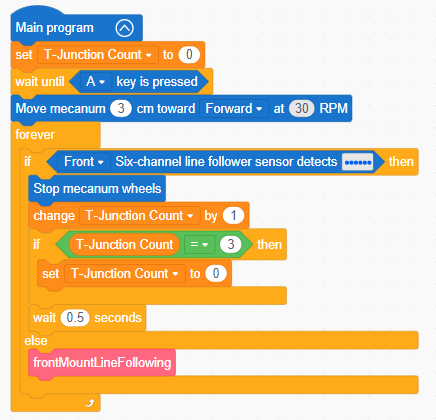 Main program
set T-Junction Count to 0
wait until A key is pressed
Move mecanum 3 cm toward Forward at 30 RPM
forever
if Front Six-channel line follower sensor detects then
Stop mecanum wheels
change T-Junction Count by 1
if T-Junction Count = 3 then
set T-Junction Count to 0
wait 0.5 seconds
else
frontMountLineFollowing